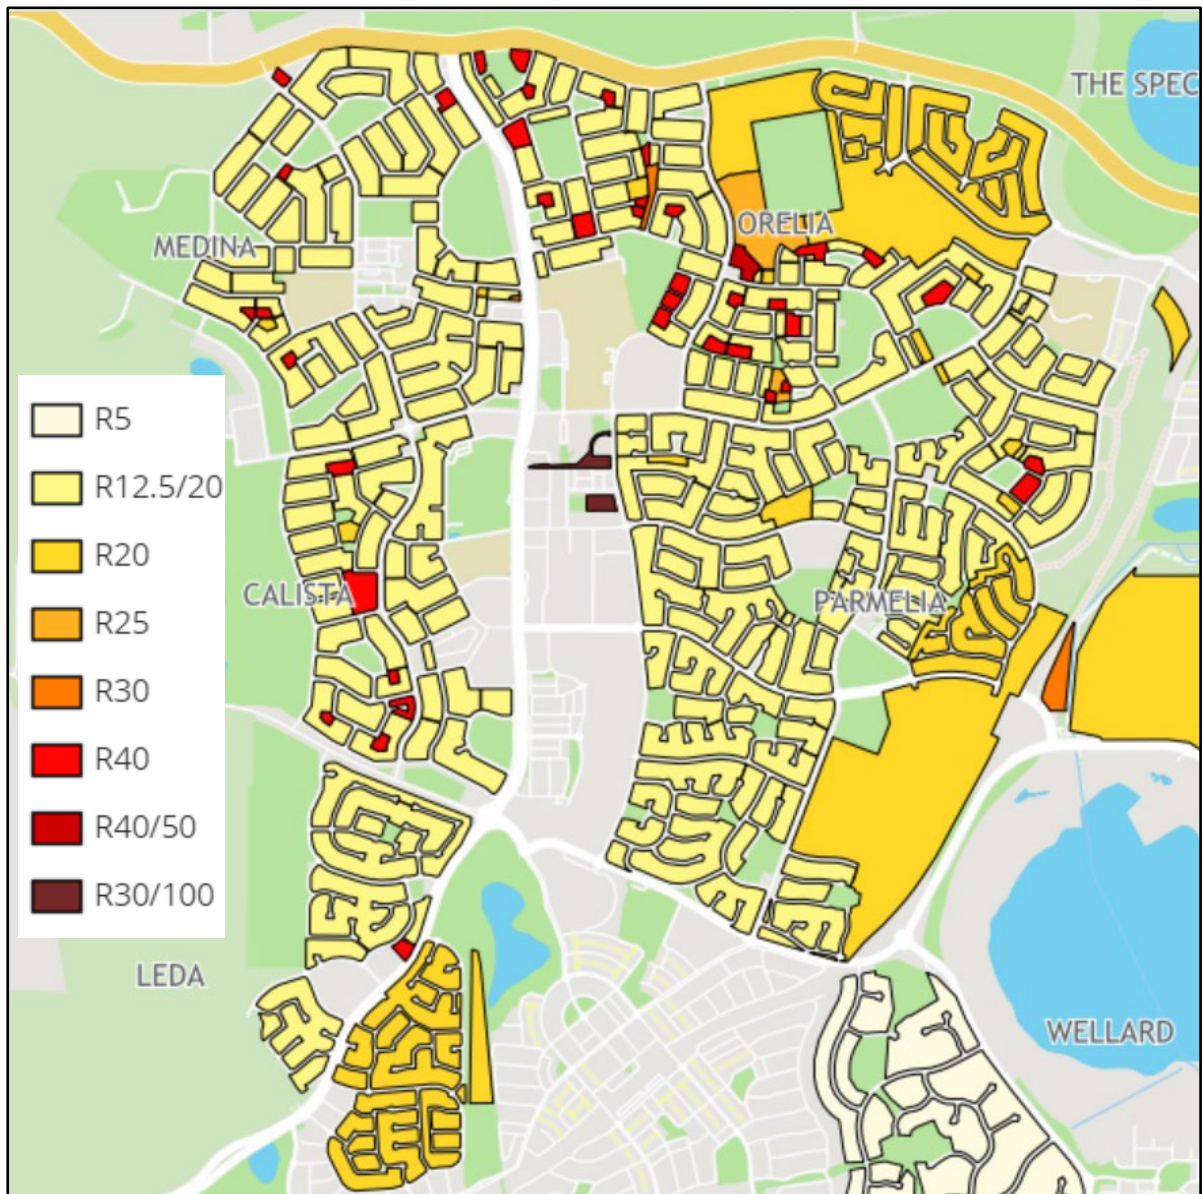 THE SPEC
ORELIA
MEDINA
R5
R12.5/20
R20
R25
R30
R40
R40/50
R30/100
CALISTA
PARMELIA
LEDA
WELLARD